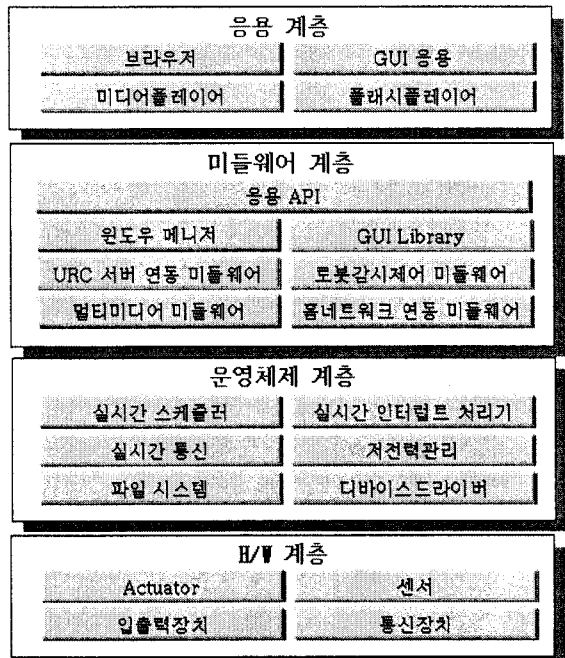 응용 계층
브라우저 GUI 응용
미디어플레이어 플래시플레이어
미들웨어 계층
응용 API
윈도우 메니져 GUI Library
URC 서버 연동 미들웨어 로봇감시제어 미들웨어
멀티미디어 미들웨어 홈네트워크 연동 미들웨어
운영체제 계층
실시간 스케줄러 실시간 인터럽트 처리기
실시간 통신 저전력관리
파일 시스템 디바이스드라이버
H/W 계층
Actuator 센서
입출력장치 통신장치